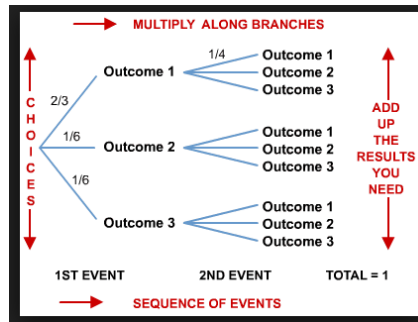 MULTIPLY ALONG BRANCHES
CHOICES
2/3
1/6
1/6
Outcome 1
Outcome 2
Outcome 3
1/4
Outcome 1
Outcome 2
Outcome 3
Outcome 1
Outcome 2
Outcome 3
Outcome 1
Outcome 2
Outcome 3
ADD
UP
THE
RESULTS
YOU
NEED
1ST EVENT 2ND EVENT TOTAL = 1
SEQUENCE OF EVENTS